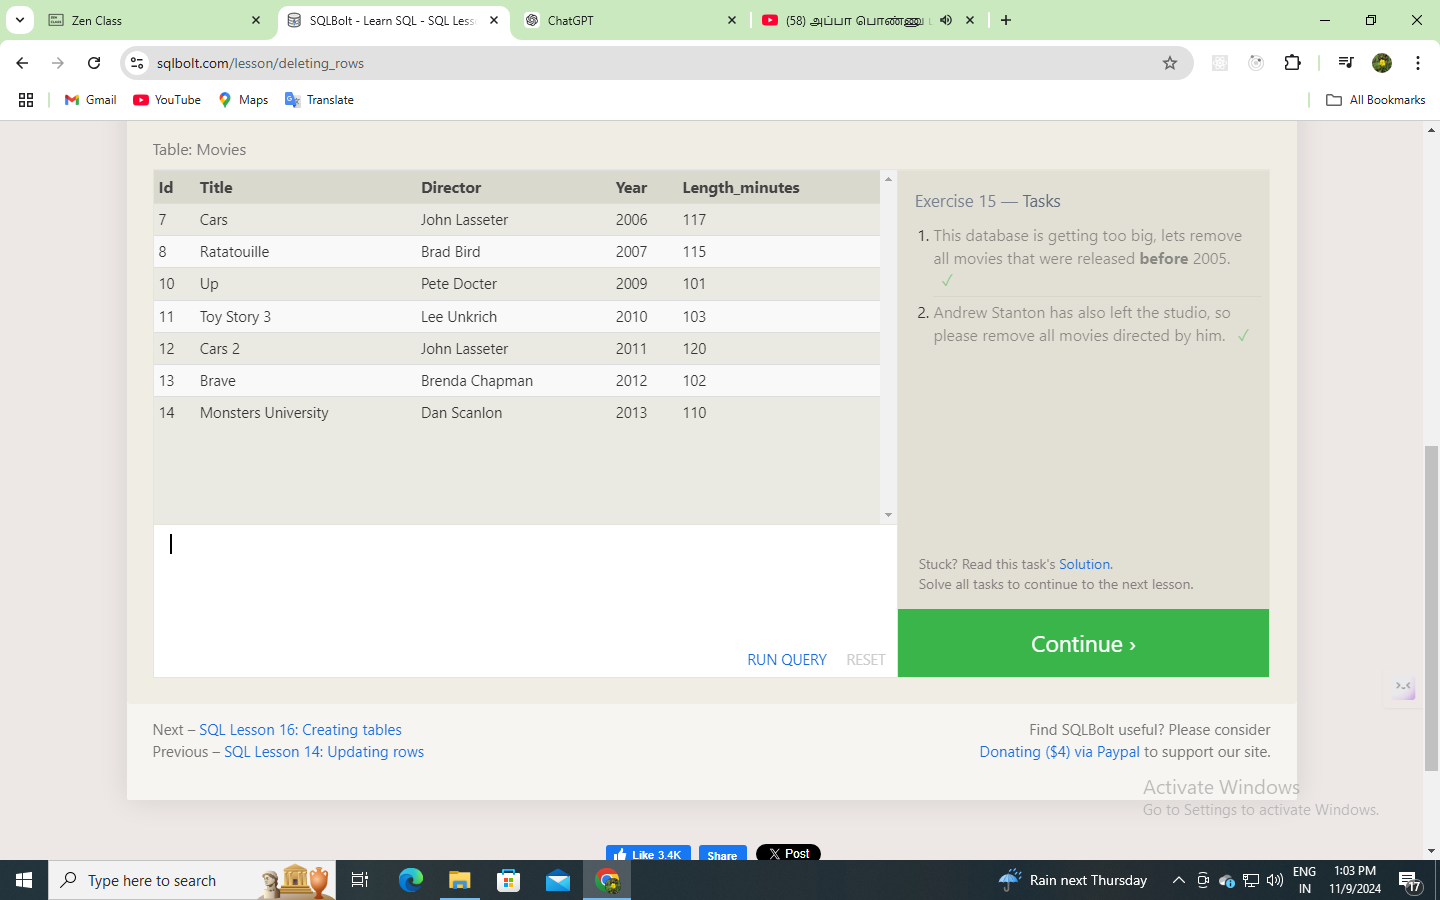 Zen Class
SQLBolt - Learn SQL - SQL Less
ChatGPT
(58) அப்பா பொண்ணு
sqlbolt.com/lesson/deleting_rows
Gmail
YouTube
Maps
Translate
All Bookmarks
Table: Movies
Id Title Director Year Length_minutes
7 Cars John Lasseter 2006 117
8 Ratatouille Brad Bird 2007 115
10 Up Pete Docter 2009 101
11 Toy Story 3 Lee Unkrich 2010 103
12 Cars 2 John Lasseter 2011 120
13 Brave Brenda Chapman 2012 102
14 Monsters University Dan Scanlon 2013 110
RUN QUERY RESET
Exercise 15 — Tasks
1. This database is getting too big, lets remove
all movies that were released before 2005.
✓
2. Andrew Stanton has also left the studio, so
please remove all movies directed by him. ✓
Stuck? Read this task's Solution.
Solve all tasks to continue to the next lesson.
Continue ›
Next – SQL Lesson 16: Creating tables
Previous – SQL Lesson 14: Updating rows
Find SQLBolt useful? Please consider
Donating ($4) via Paypal to support our site.
Activate Windows
Go to Settings to activate Windows.
Like 3.4K
Share
X Post
Type here to search
Rain next Thursday
ENG
IN
1:03 PM
11/9/2024
17